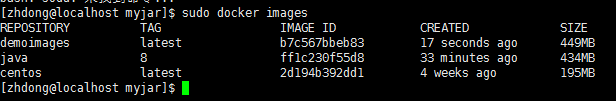 [zhdong@localhost myjar]$ sudo docker images
REPOSITORY TAG IMAGE ID CREATED SIZE
demoimages latest b7c567bbeb83 17 seconds ago 449MB
java 8 ff1c230f55d8 33 minutes ago 434MB
centos latest 2d194b392dd1 4 weeks ago 195MB
[zhdong@localhost myjar]$